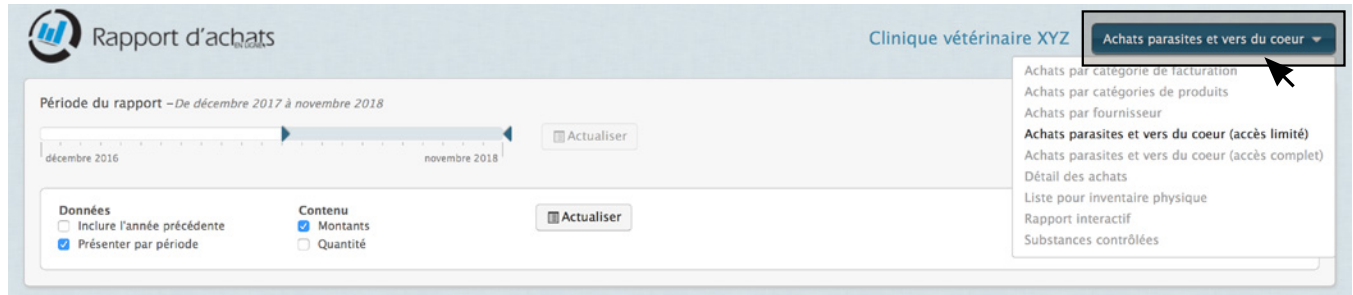 Rapport d'achats
EN LIGNE
Clinique vétérinaire XYZ
Achats parasites et vers du coeur
Achats par catégorie de facturation
Achats par catégories de produits
Achats par fournisseur
Achats parasites et vers du coeur (accès limité)
Achats parasites et vers du coeur (accès complet)
Détail des achats
Liste pour inventaire physique
Rapport interactif
Substances contrôlées
Période du rapport – De décembre 2017 à novembre 2018
Actualiser
décembre 2016
novembre 2018
Données
Inclure l'année précédente
Présenter par période
Contenu
Montants
Quantité
Actualiser